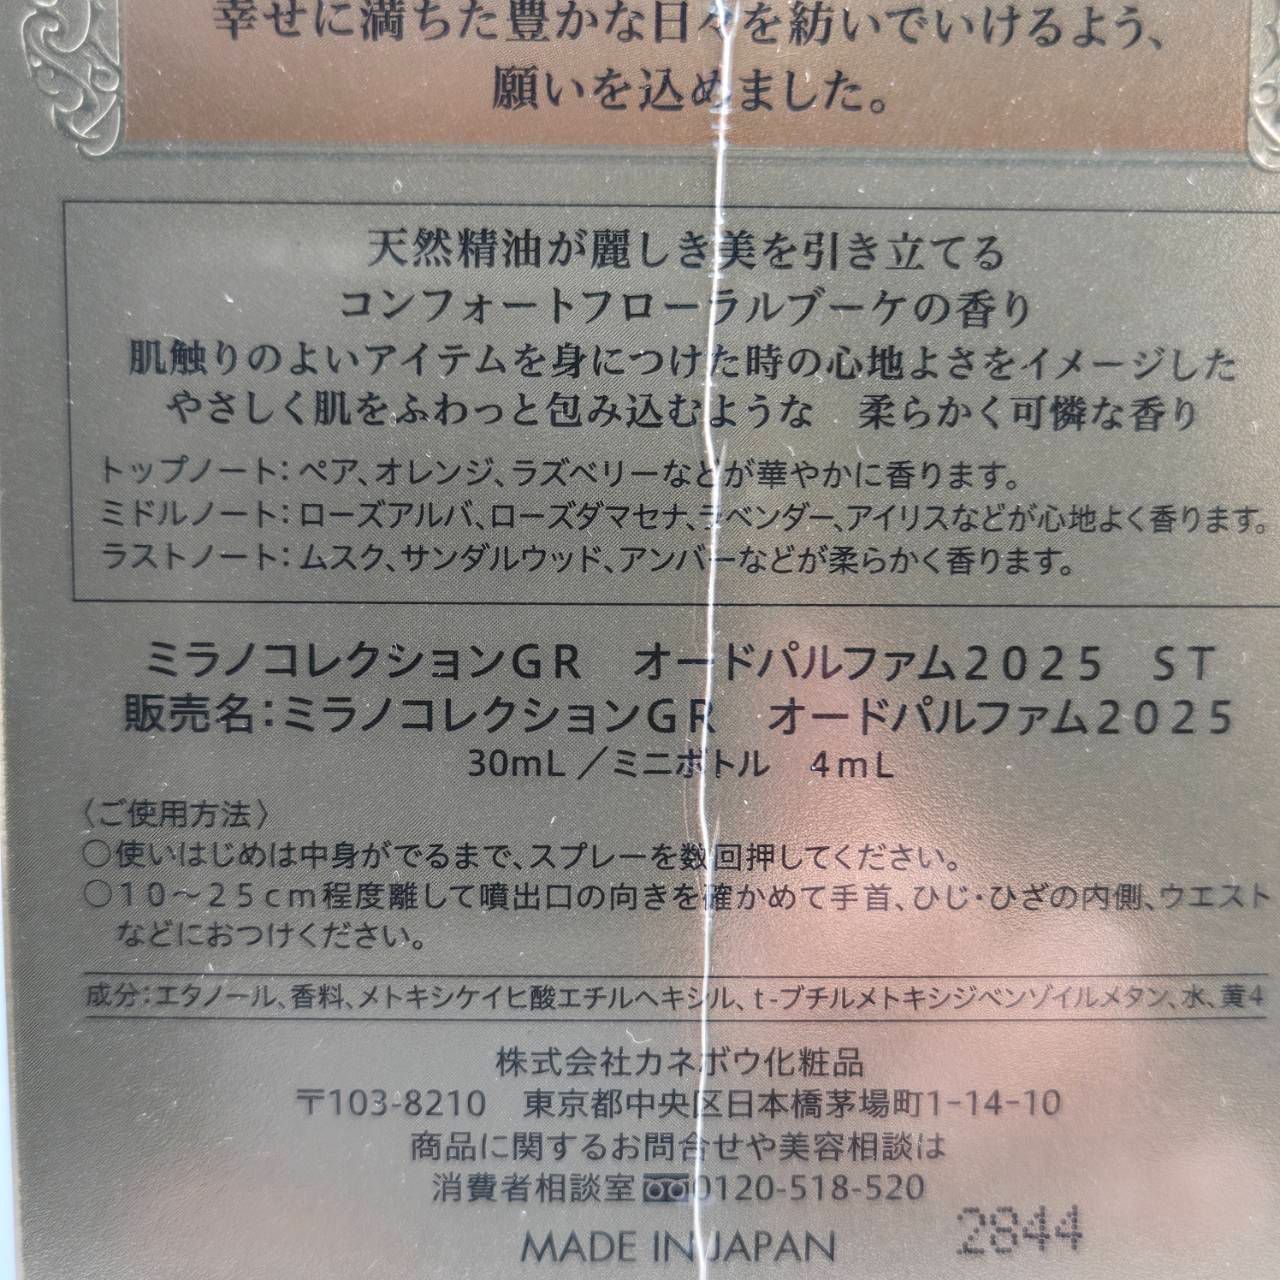 幸せに満ちた豊かな日々を紡いでいけるよう、
願いを込めました。
天然精油が麗しき美を引き立てる
コンフォートフローラルブーケの香り
肌触りのよいアイテムを身につけた時の心地よさをイメージした
やさしく肌をふわっと包み込むような　柔らかく可憐な香り
トップノート：ペア、オレンジ、ラズベリーなどが華やかに香ります。
ミドルノート：ローズアルバ、ローズダマセナ、ラベンダー、アイリスなどが心地よく香ります。
ラストノート：ムスク、サンダルウッド、アンバーなどが柔らかく香ります。
ミラノコレクションＧＲ　オードパルファム２０２５　ＳＴ
販売名：ミラノコレクションＧＲ　オードパルファム２０２５
30mL／ミニボトル　4mL
〈ご使用方法〉
○使いはじめは中身がでるまで、スプレーを数回押してください。
○１０～２５ｃｍ程度離して噴出口の向きを確かめて手首、ひじ・ひざの内側、ウエスト
などにおつけください。
成分：エタノール、香料、メトキシケイヒ酸エチルヘキシル、ｔ-ブチルメトキシジベンゾイルメタン、水、黄4
株式会社カネボウ化粧品
〒103-8210　東京都中央区日本橋茅場町1-14-10
商品に関するお問合せや美容相談は
消費者相談室 0120-518-520
MADE IN JAPAN
2844